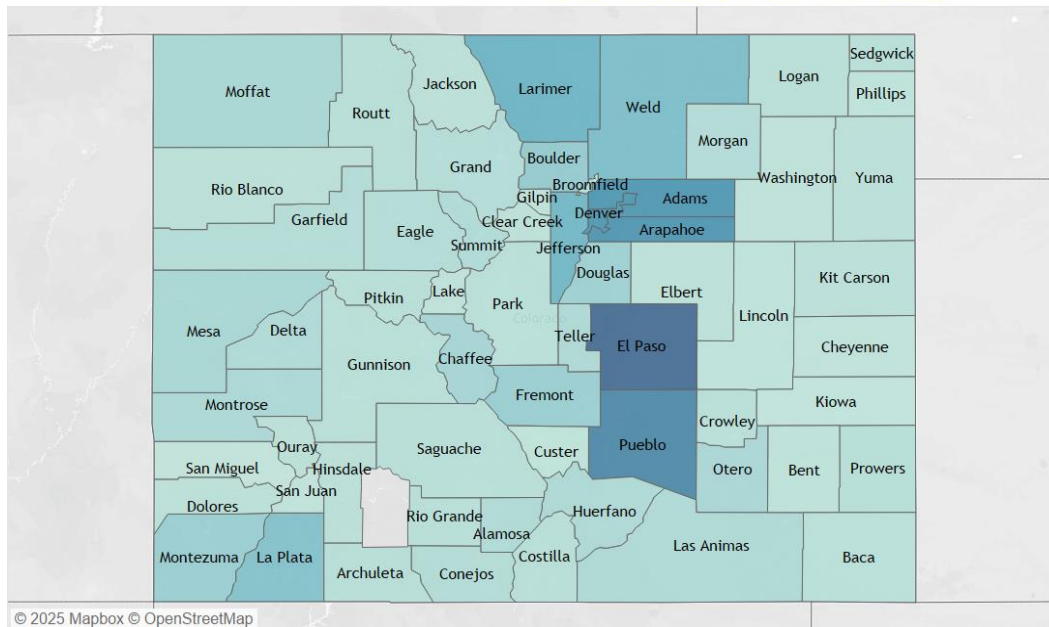 Sedgwick
Logan
Jackson
Larimer
Moffat
Phillips
Weld
Routt
Morgan
Boulder
Grand
Washington
Yuma
Broomfield
Rio Blanco
Gilpin
Adams
Denver
Garfield
Clear Creek
Arapahoe
Eagle
Summit
Jefferson
Douglas
Kit Carson
Lake
Elbert
Pitkin
Park
Lincoln
Colorado
Mesa
Delta
Teller
El Paso
Cheyenne
Chaffee
Gunnison
Fremont
Montrose
Kiowa
Crowley
Ouray
Saguache
Custer
Pueblo
San Miguel
Hinsdale
Otero
Bent
Prowers
San Juan
Dolores
Rio Grande
Huerfano
Alamosa
Las Animas
Montezuma
La Plata
Costilla
Baca
Archuleta
Conejos
© 2025 Mapbox © OpenStreetMap